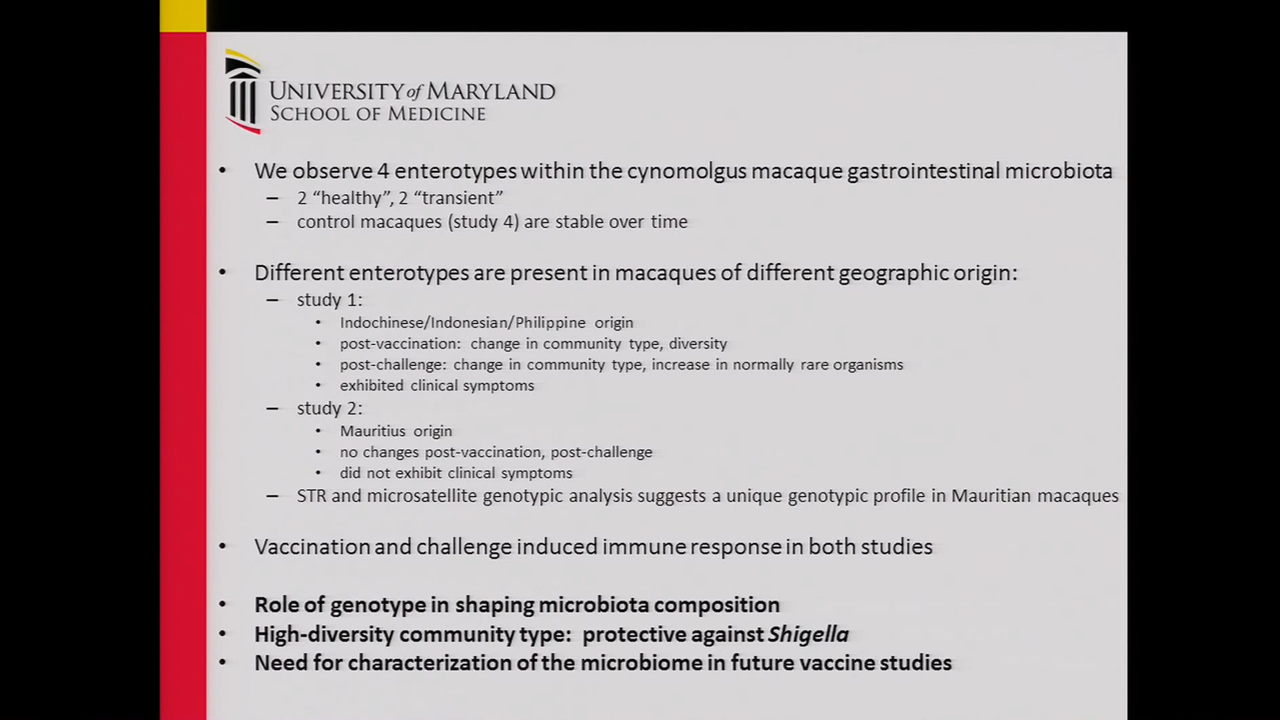 UNIVERSITY of MARYLAND
SCHOOL OF MEDICINE
• We observe 4 enterotypes within the cynomolgus macaque gastrointestinal microbiota
– 2 “healthy”, 2 “transient”
– control macaques (study 4) are stable over time
• Different enterotypes are present in macaques of different geographic origin:
– study 1:
• Indochinese/Indonesian/Philippine origin
• post-vaccination: change in community type, diversity
• post-challenge: change in community type, increase in normally rare organisms
• exhibited clinical symptoms
– study 2:
• Mauritius origin
• no changes post-vaccination, post-challenge
• did not exhibit clinical symptoms
– STR and microsatellite genotypic analysis suggests a unique genotypic profile in Mauritian macaques
• Vaccination and challenge induced immune response in both studies
• Role of genotype in shaping microbiota composition
• High-diversity community type: protective against Shigella
• Need for characterization of the microbiome in future vaccine studies